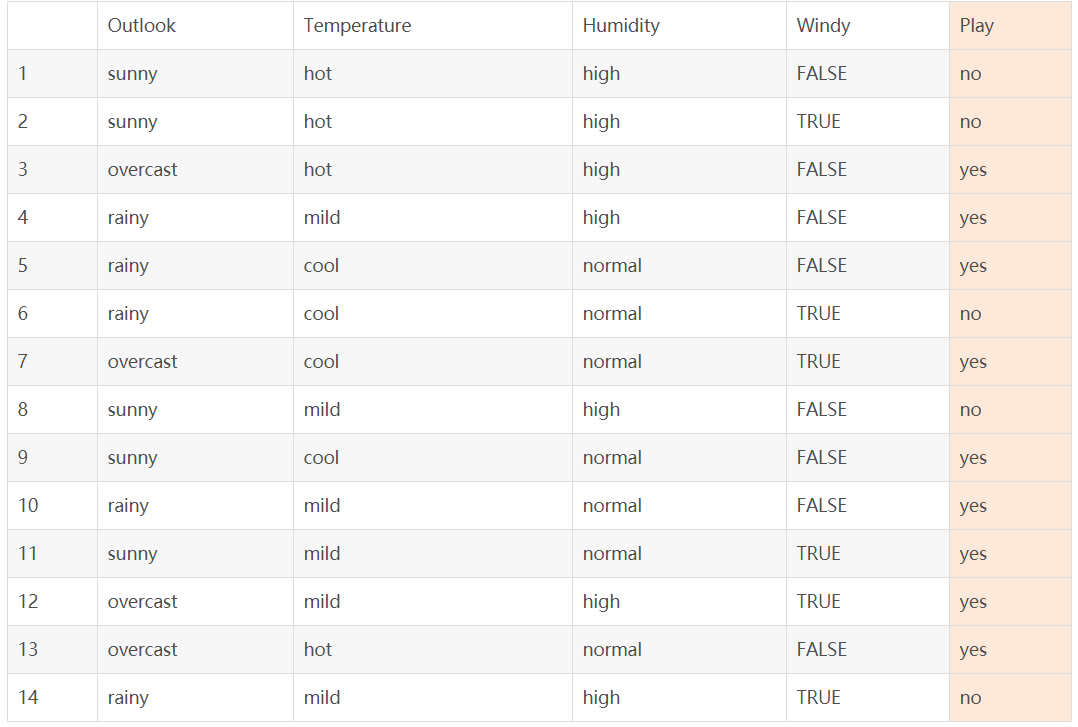 Outlook Temperature Humidity Windy Play
1 sunny hot high FALSE no
2 sunny hot high TRUE no
3 overcast hot high FALSE yes
4 rainy mild high FALSE yes
5 rainy cool normal FALSE yes
6 rainy cool normal TRUE no
7 overcast cool normal TRUE yes
8 sunny mild high FALSE no
9 sunny cool normal FALSE yes
10 rainy mild normal FALSE yes
11 sunny mild normal TRUE yes
12 overcast mild high TRUE yes
13 overcast hot normal FALSE yes
14 rainy mild high TRUE no